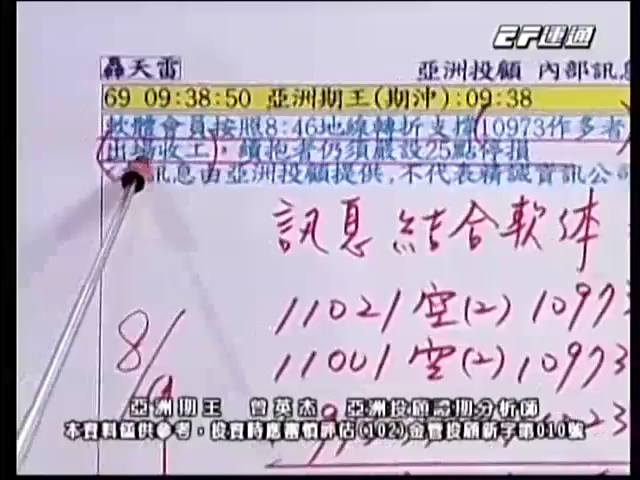 運通
轟天雷 亞洲投顧 內部訊息
69 09:38:50 亞洲期王(期沖):09:38
軟體會員按照8:46地線轉折支撐(10973作多者
出場收工), 續抱者仍須嚴設25點停損
訊息由亞洲投顧提供,不代表精誠資訊公司
訊息結合軟体
11021空(2) 10973
8/
11001空(2) 10973
亞洲期王 曾英杰 亞洲投顧證期分析師
本資料僅供參考,投資時應審慎評估(102)金管投顧新字第010號